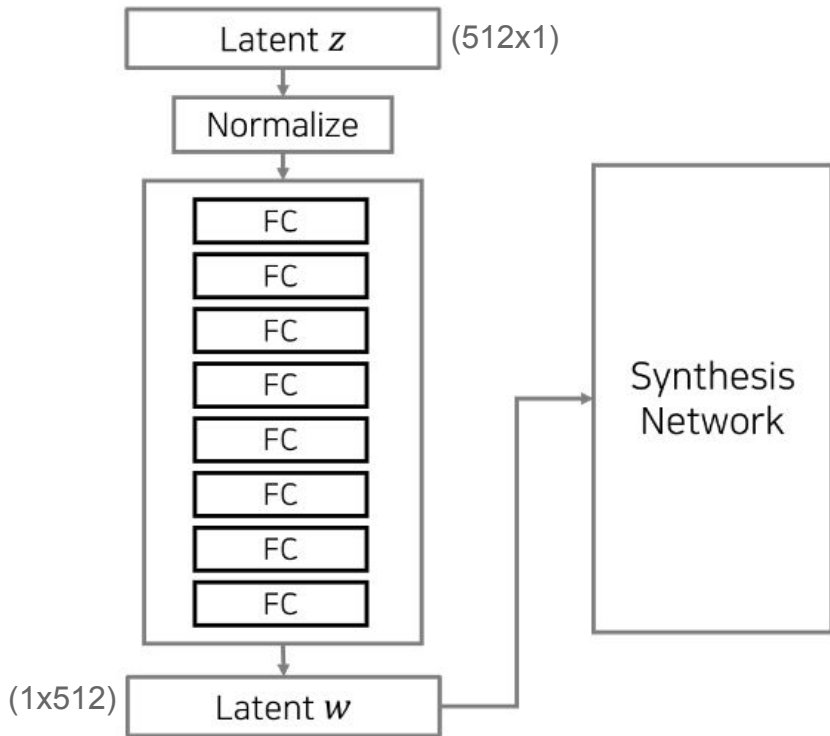 Latent z
(512x1)
Normalize
FC
FC
FC
FC
FC
FC
FC
FC
(1x512)
Latent w
Synthesis
Network